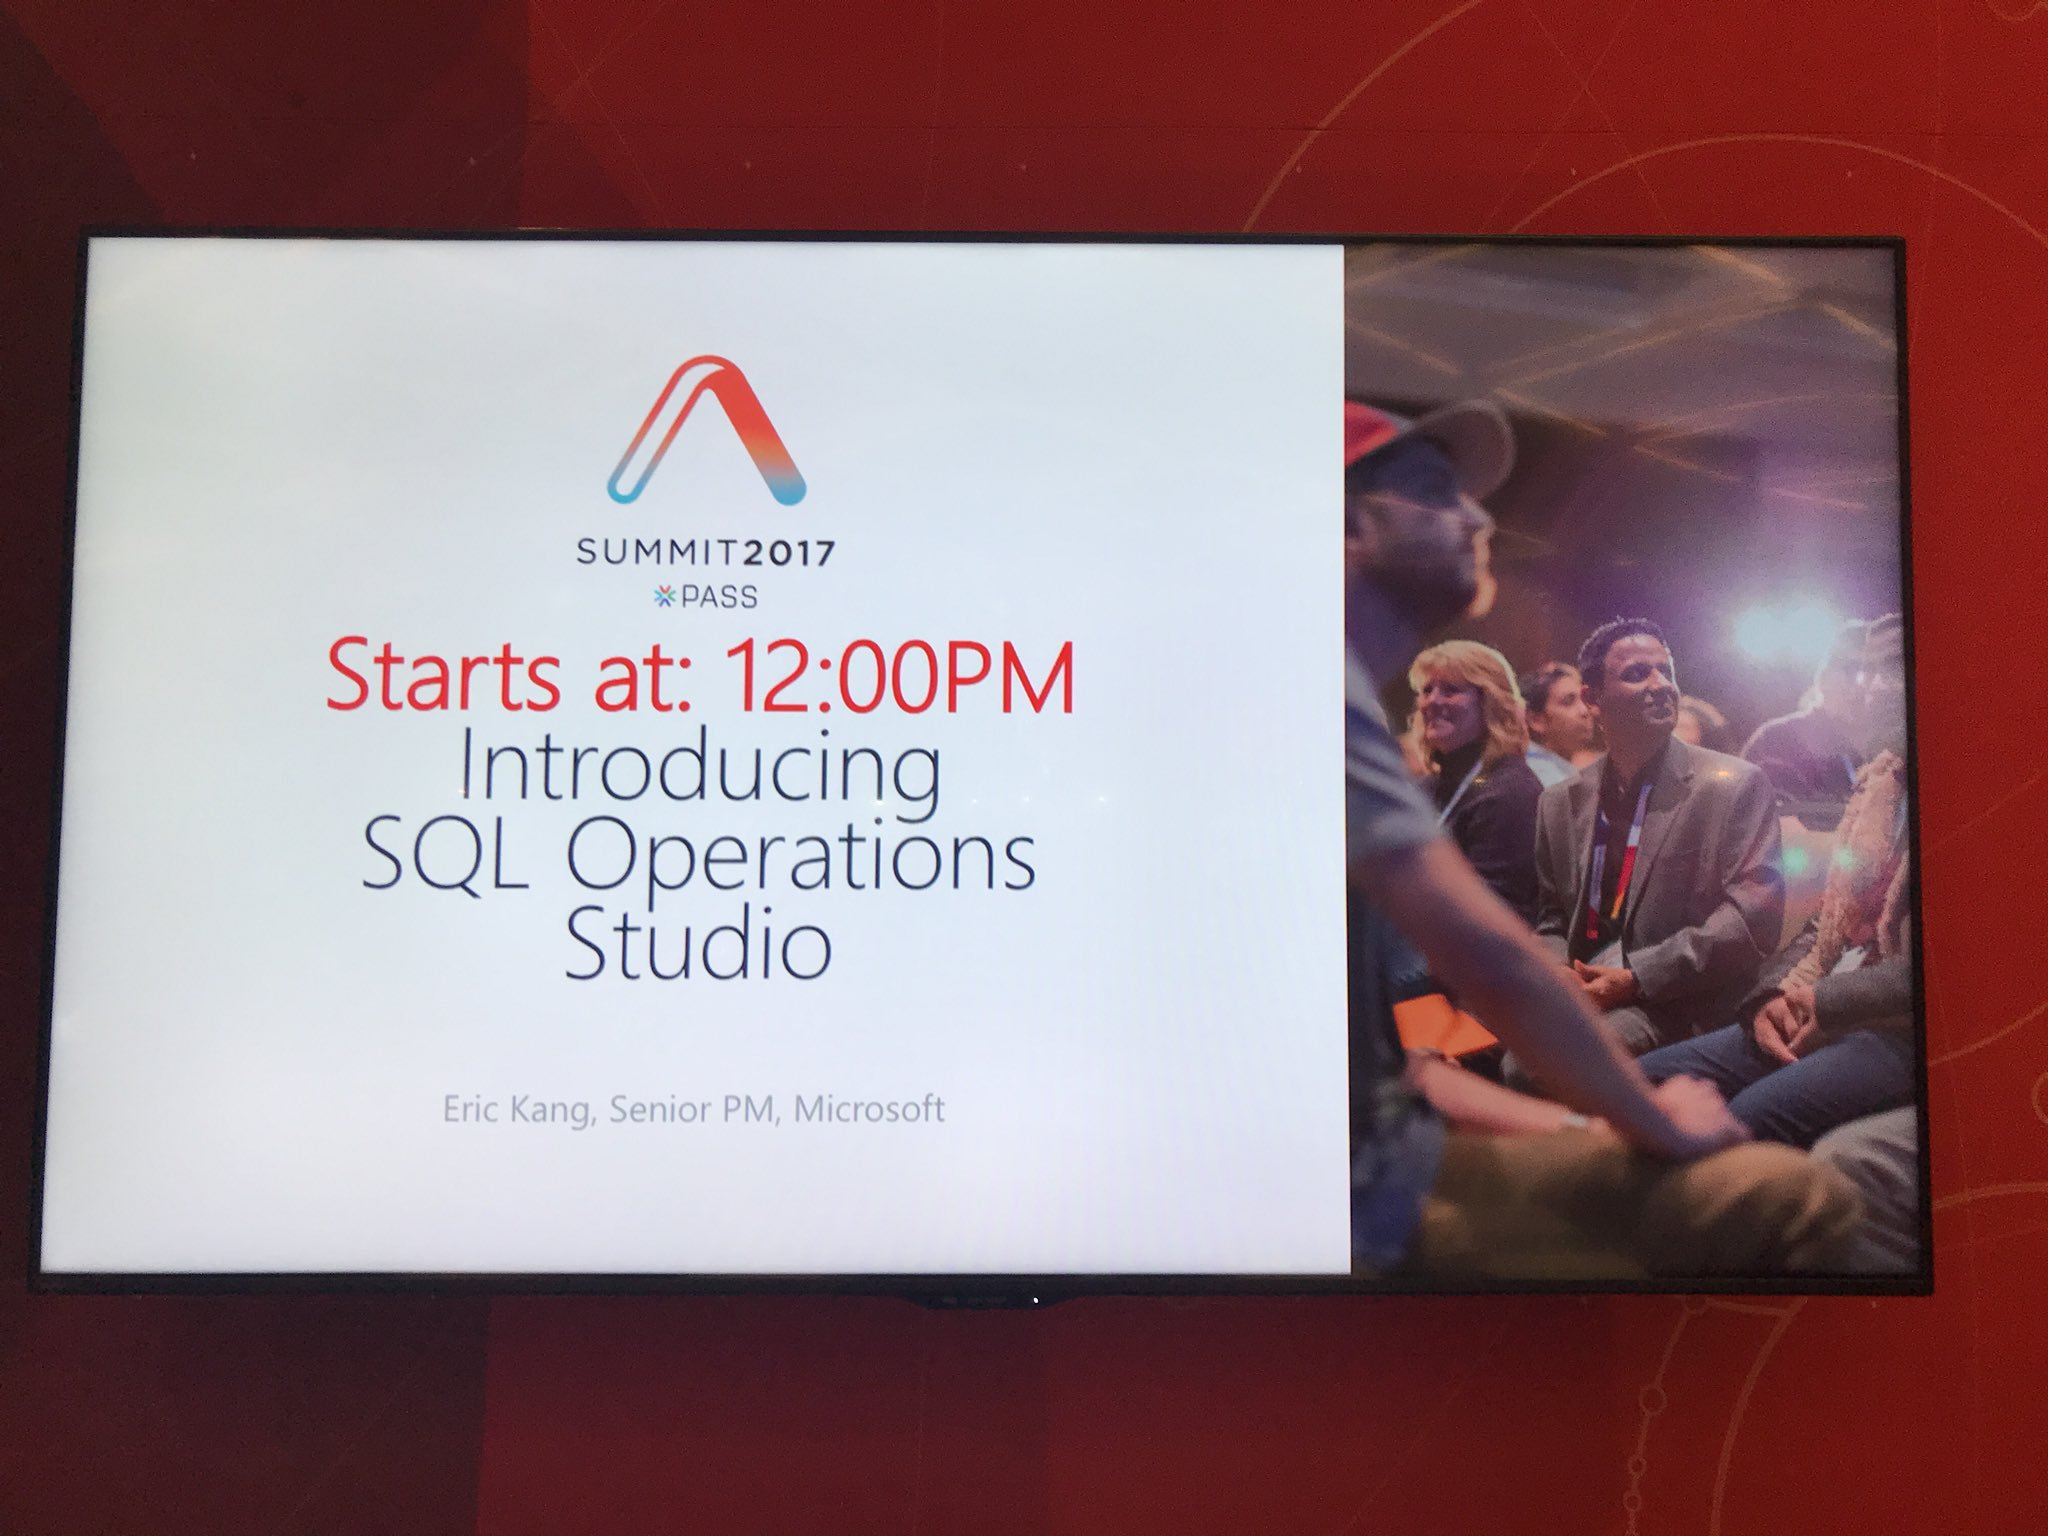 SUMMIT2017
PASS
Starts at: 12:00PM
Introducing
SQL Operations
Studio
Eric Kang, Senior PM, Microsoft